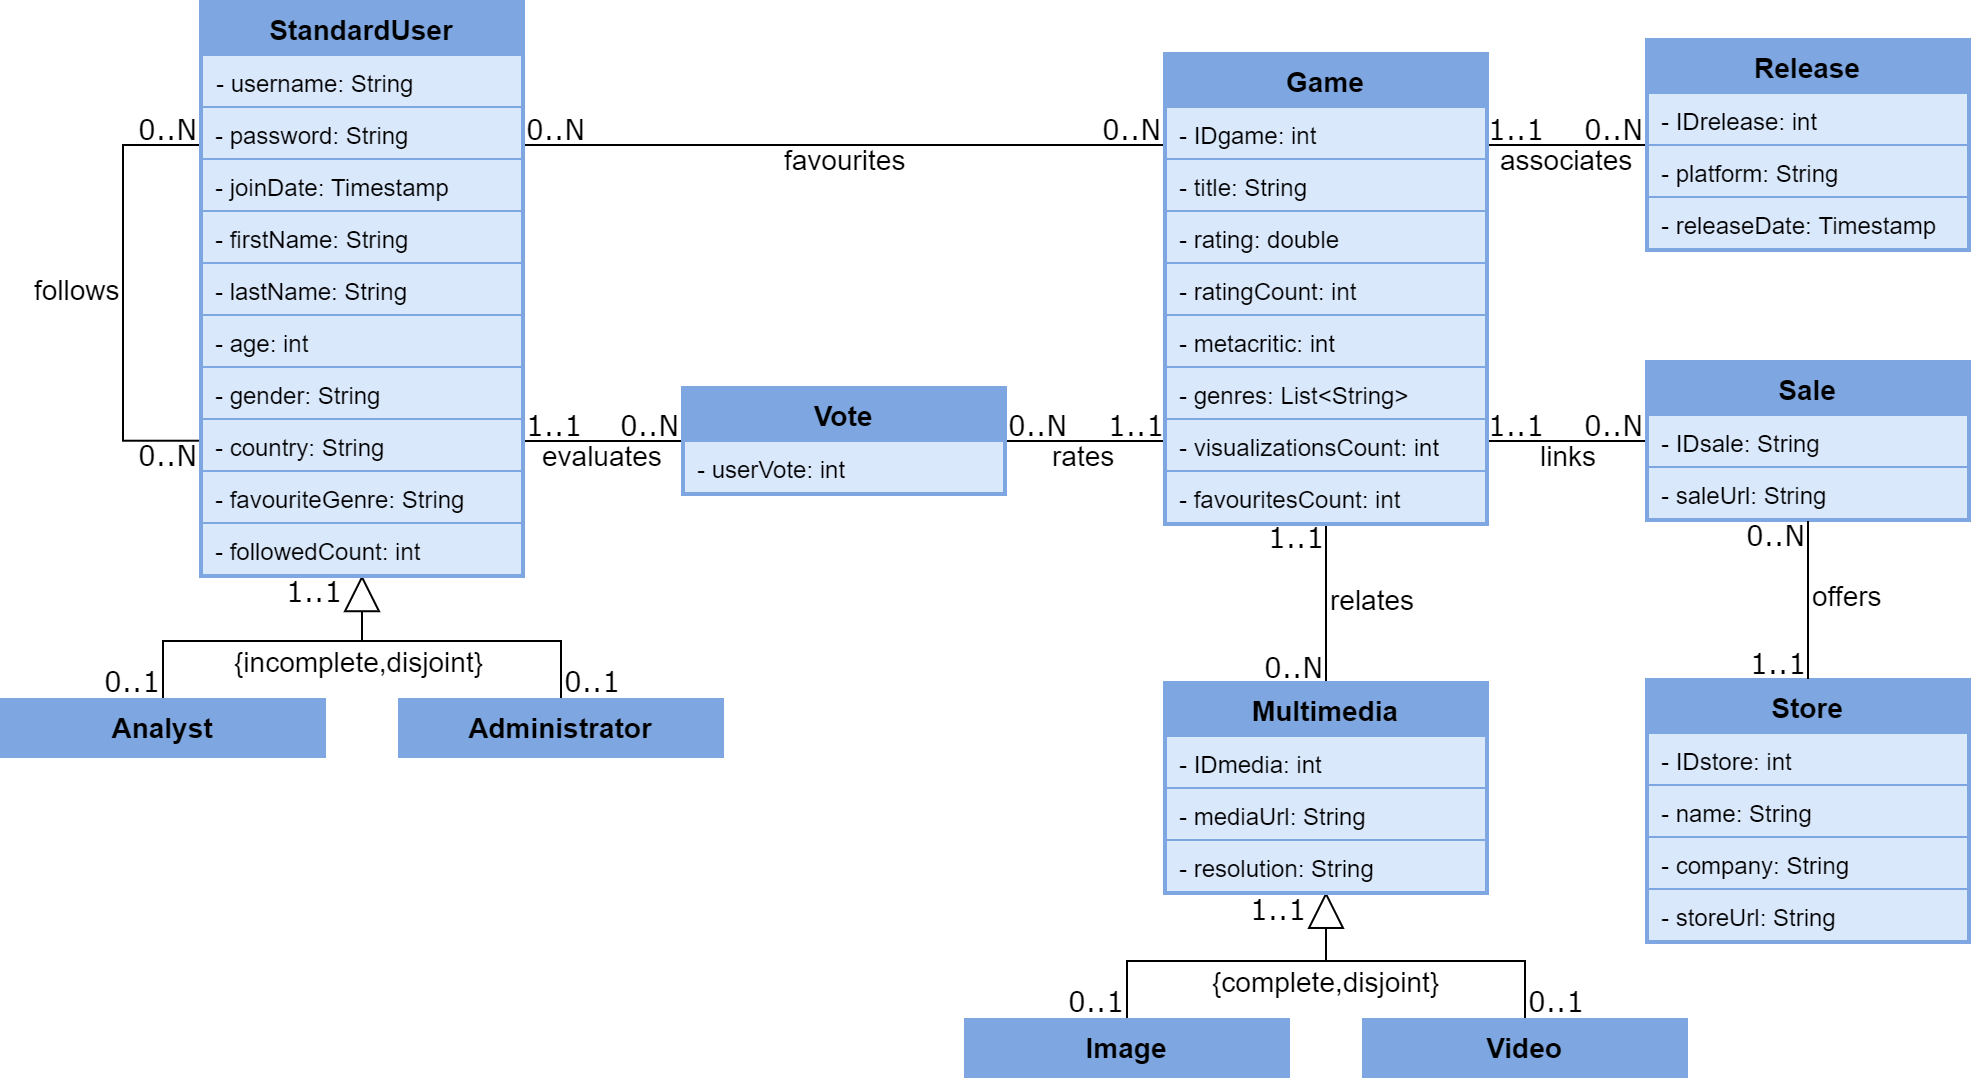 StandardUser
- username: String
- password: String
- joinDate: Timestamp
- firstName: String
- lastName: String
- age: int
- gender: String
- country: String
- favouriteGenre: String
- followedCount: int
0..N
follows
0..N
0..N
favourites
0..N
1..1
evaluates
0..N
Vote
- userVote: int
0..N
rates
1..1
Game
- IDgame: int
- title: String
- rating: double
- ratingCount: int
- metacritic: int
- genres: List<String>
- visualizationsCount: int
- favouritesCount: int
1..1
associates
0..N
Release
- IDrelease: int
- platform: String
- releaseDate: Timestamp
1..1
links
0..N
Sale
- IDsale: String
- saleUrl: String
0..N
offers
1..1
Store
- IDstore: int
- name: String
- company: String
- storeUrl: String
1..1
relates
0..N
Multimedia
- IDmedia: int
- mediaUrl: String
- resolution: String
1..1
{complete,disjoint}
0..1
0..1
Image
Video
1..1
{incomplete,disjoint}
0..1
0..1
Analyst
Administrator